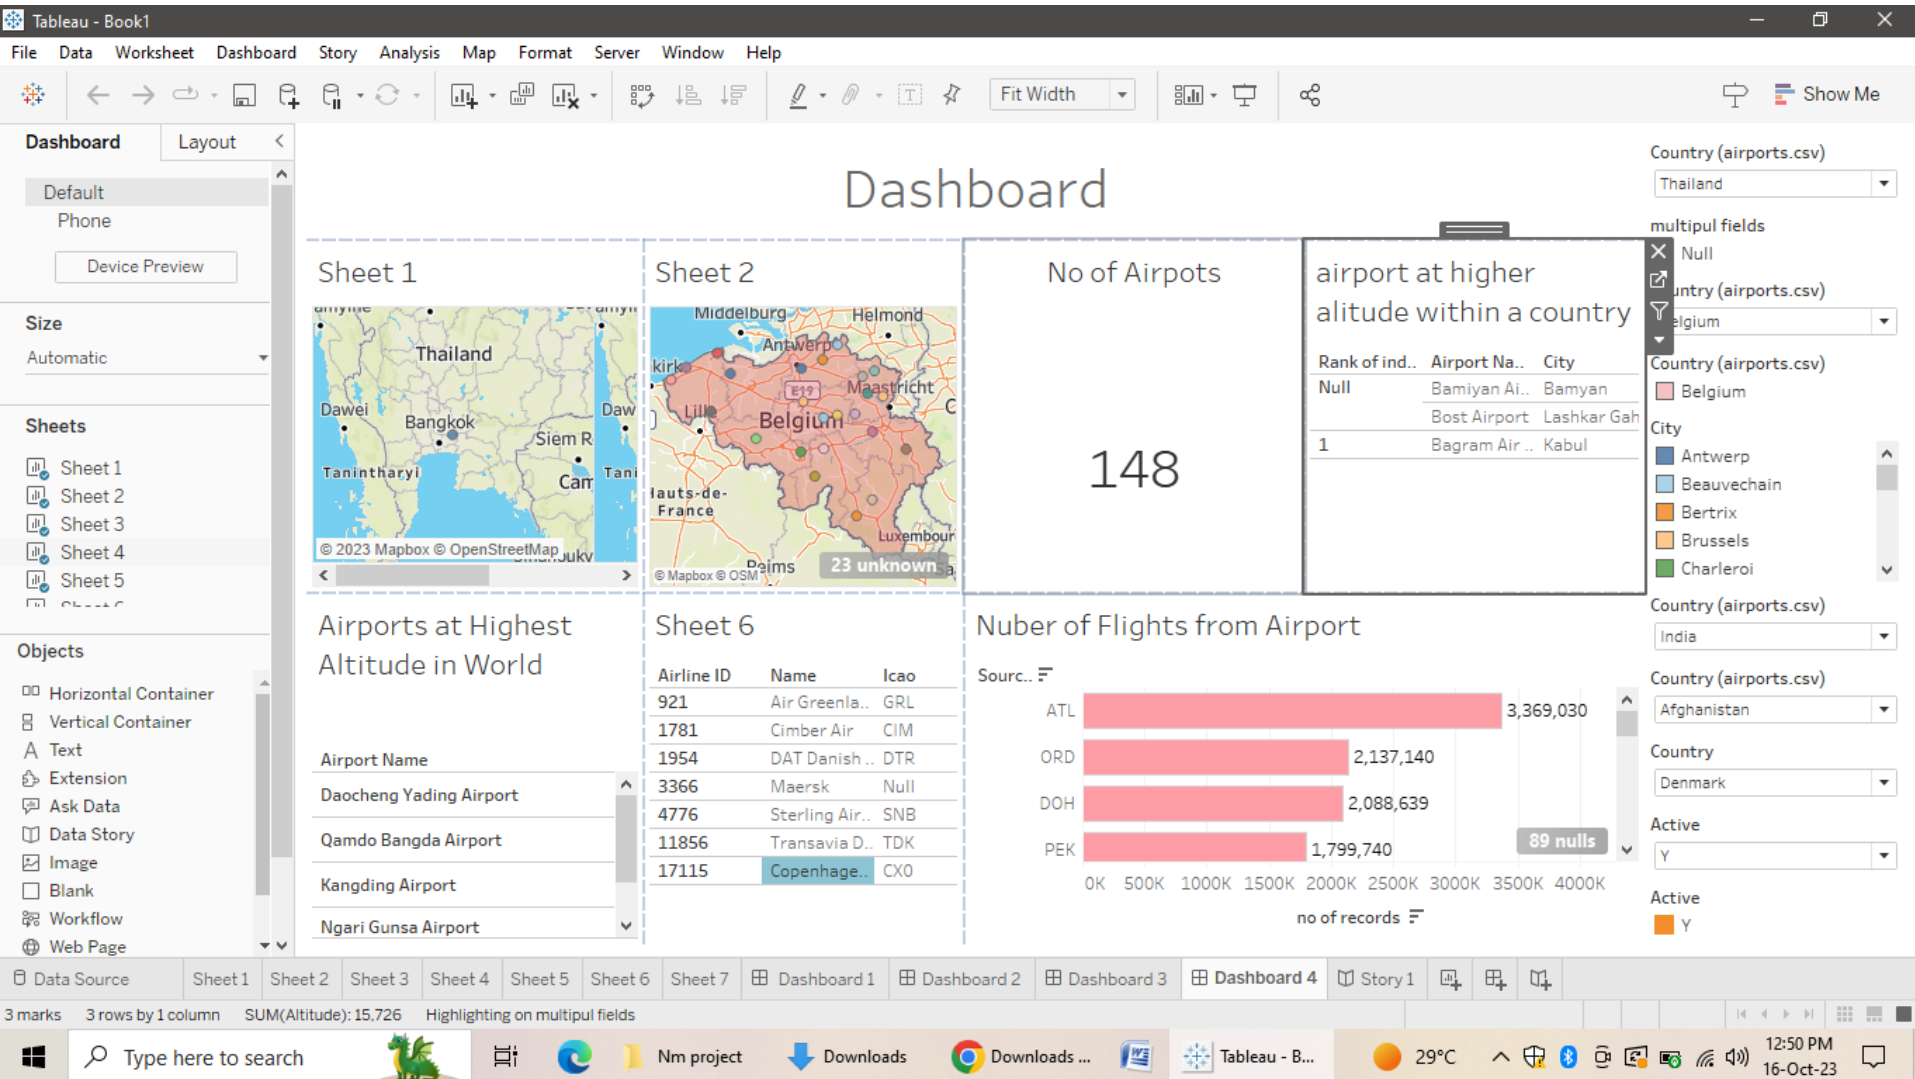 Tableau - Book1
File Data Worksheet Dashboard Story Analysis Map Format Server Window Help
Fit Width
Show Me
Dashboard Layout
Default
Phone
Device Preview
Size
Automatic
Sheets
Sheet 1
Sheet 2
Sheet 3
Sheet 4
Sheet 5
Objects
Horizontal Container
Vertical Container
Text
Extension
Ask Data
Data Story
Image
Blank
Workflow
Web Page
Dashboard
Sheet 1
Thailand
Dawei
Bangkok
Siem R
Daw
Tanintharyi
Cam
Tani
© 2023 Mapbox © OpenStreetMap
Sheet 2
Middelburg
Helmond
Antwerp
kirk
E19
Maastricht
Lille
Belgium
Hauts-de-
France
Luxembour
Reims
23 unknown
© Mapbox © OSM
No of Airpots
148
airport at higher
alitude within a country
Rank of ind.. Airport Na.. City
Null Bamiyan Ai.. Bamyan
Bost Airport Lashkar Gah
1 Bagram Air .. Kabul
Airports at Highest
Altitude in World
Airport Name
Daocheng Yading Airport
Qamdo Bangda Airport
Kangding Airport
Ngari Gunsa Airport
Sheet 6
Airline ID Name Icao
921 Air Greenla.. GRL
1781 Cimber Air CIM
1954 DAT Danish .. DTR
3366 Maersk Null
4776 Sterling Air.. SNB
11856 Transavia D.. TDK
17115 Copenhage.. CX0
Nuber of Flights from Airport
Sourc..
ATL 3,369,030
ORD 2,137,140
DOH 2,088,639
PEK 1,799,740
89 nulls
0K 500K 1000K 1500K 2000K 2500K 3000K 3500K 4000K
no of records
Country (airports.csv)
Thailand
multipul fields
Null
untry (airports.csv)
elgium
Country (airports.csv)
Belgium
City
Antwerp
Beauvechain
Bertrix
Brussels
Charleroi
Country (airports.csv)
India
Country (airports.csv)
Afghanistan
Country
Denmark
Active
Y
Active
Y
Data Source Sheet 1 Sheet 2 Sheet 3 Sheet 4 Sheet 5 Sheet 6 Sheet 7 Dashboard 1 Dashboard 2 Dashboard 3 Dashboard 4 Story 1
3 marks 3 rows by 1 column SUM(Altitude): 15,726 Highlighting on multipul fields
Type here to search
Nm project
Downloads
Downloads ...
Tableau - B...
29°C
12:50 PM
16-Oct-23